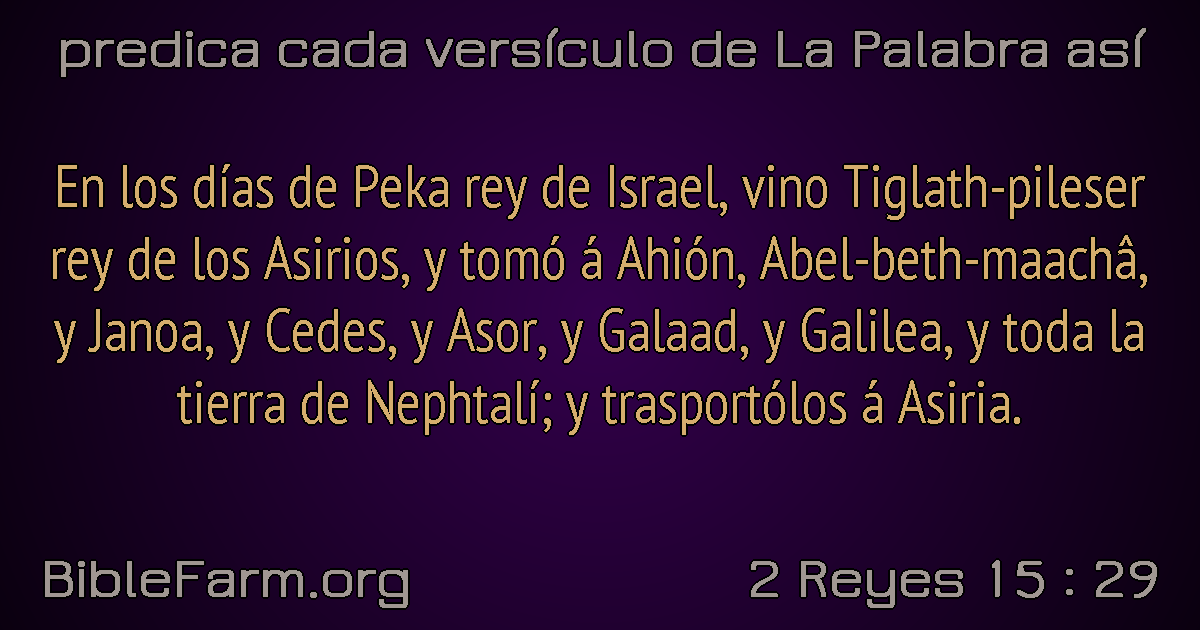 predica cada versículo de La Palabra así
En los días de Peka rey de Israel, vino Tiglath-pileser
rey de los Asirios, y tomó á Ahión, Abel-beth-maachâ,
y Janoa, y Cedes, y Asor, y Galaad, y Galilea, y toda la
tierra de Nephtalí; y trasportólos á Asiria.
BibleFarm.org
2 Reyes 15 : 29